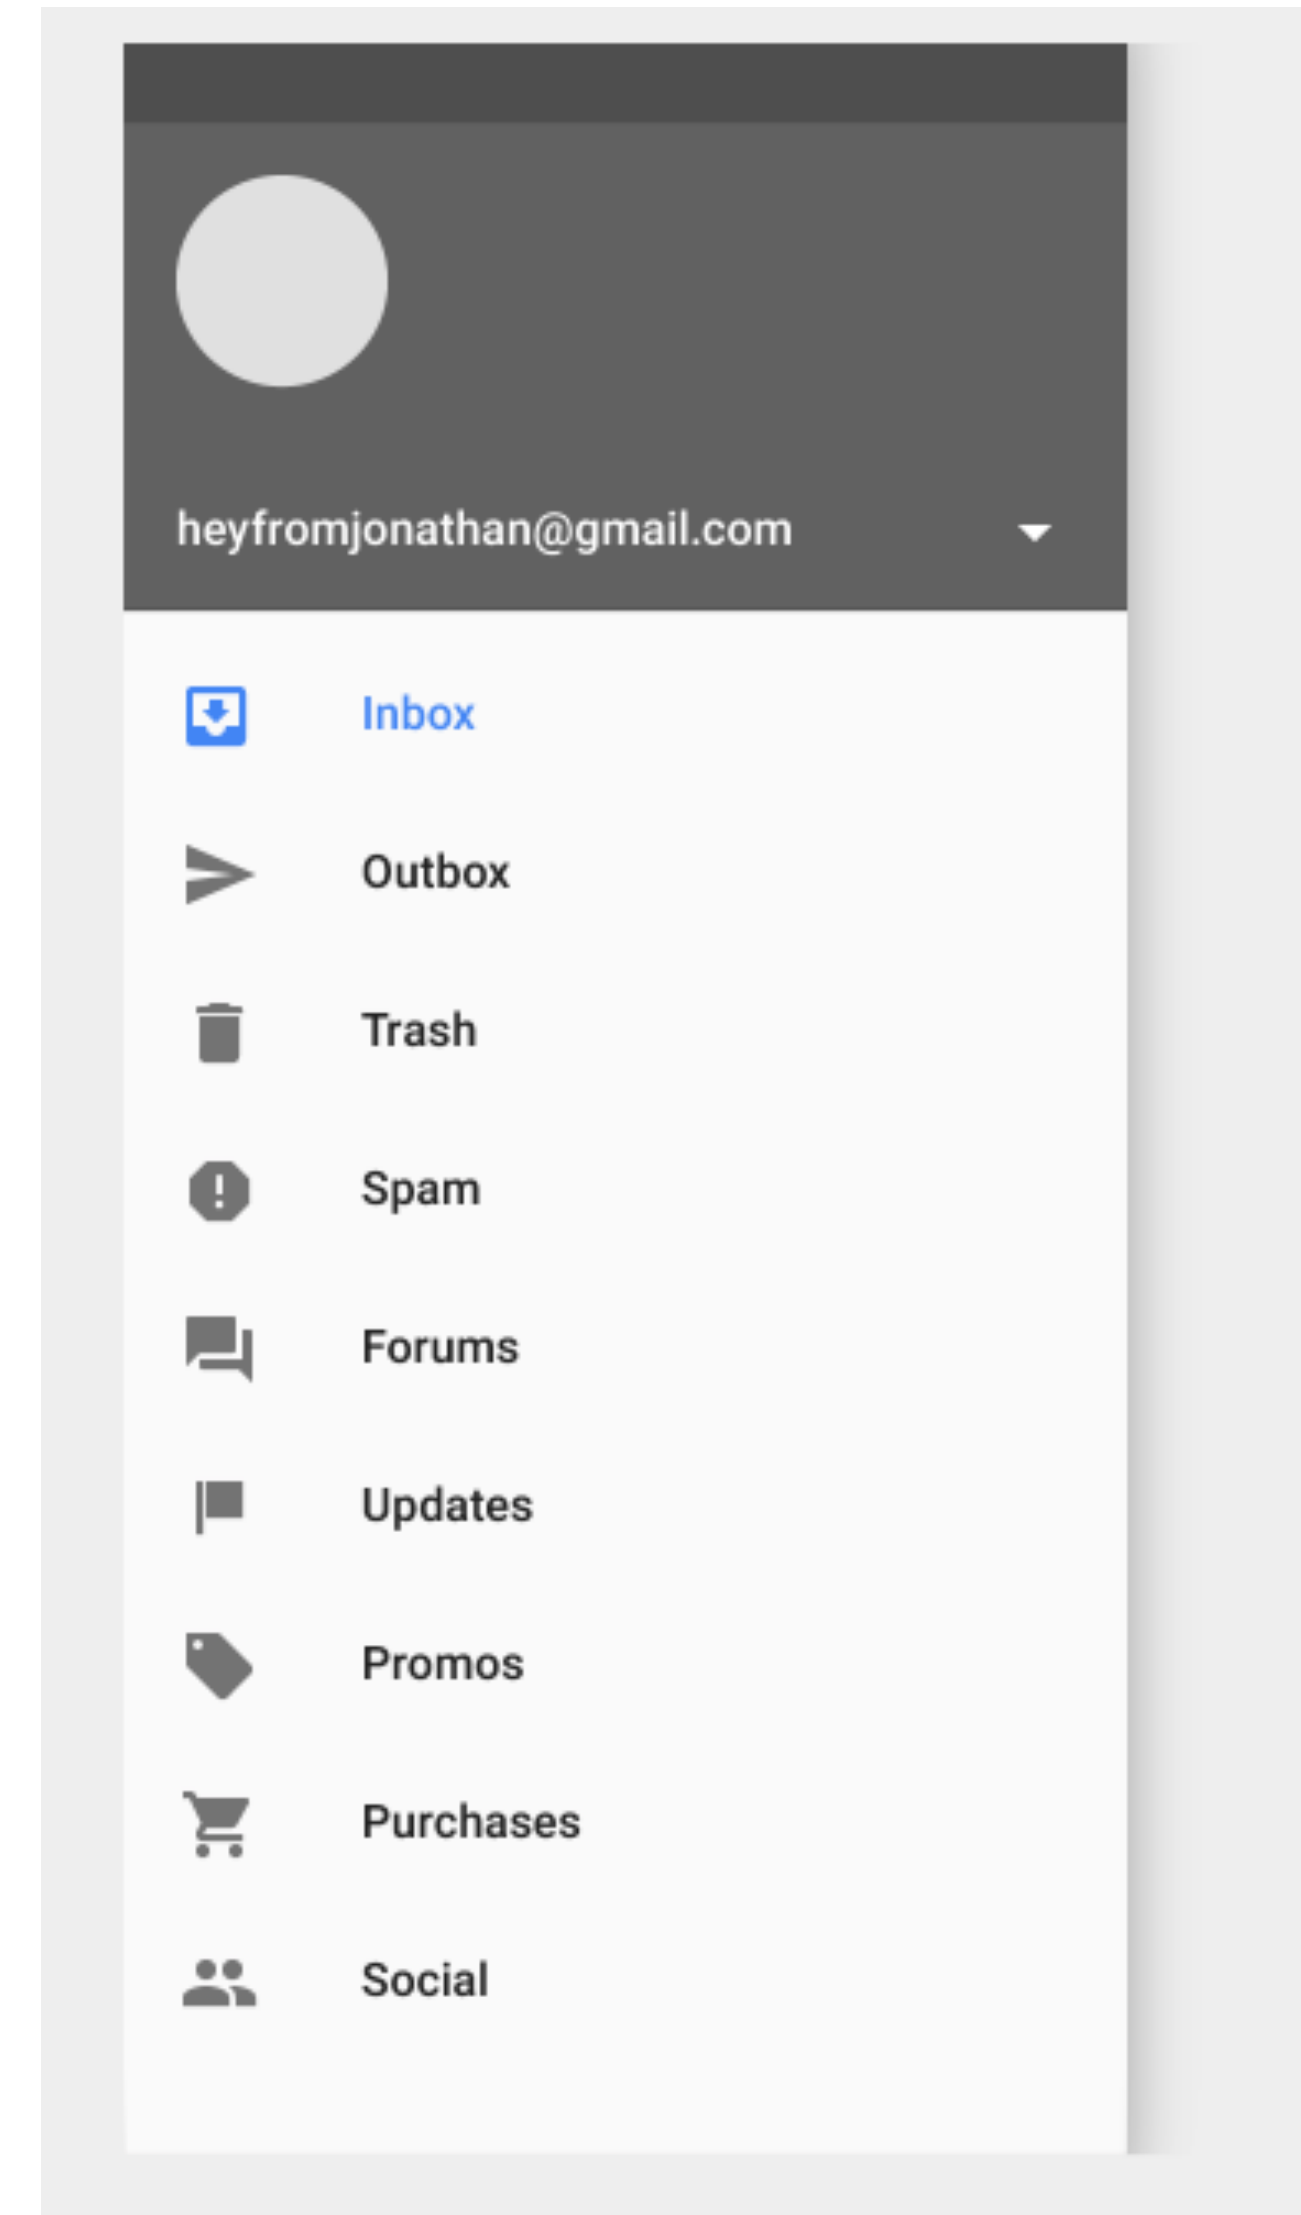 heyfromjonathan@gmail.com
Inbox
Outbox
Trash
Spam
Forums
Updates
Promos
Purchases
Social